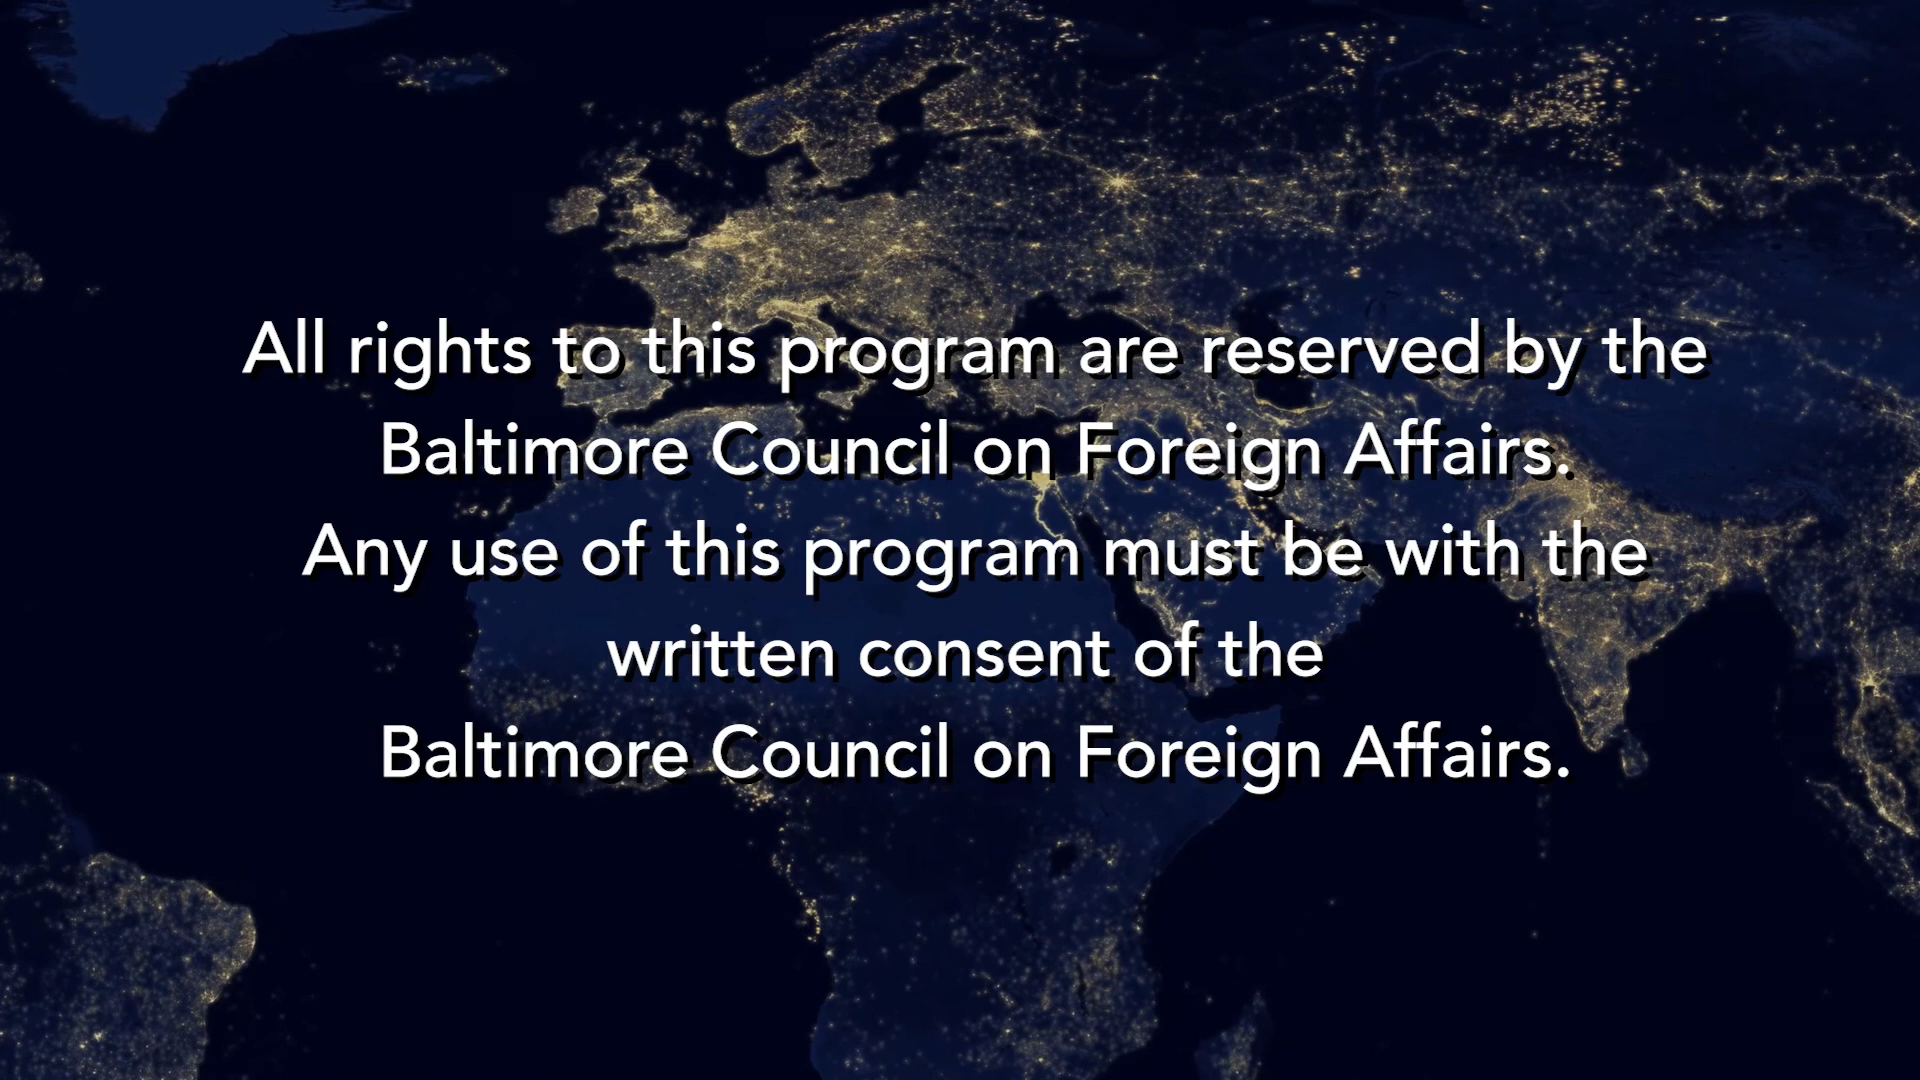 All rights to this program are reserved by the
Baltimore Council on Foreign Affairs.
Any use of this program must be with the
written consent of the
Baltimore Council on Foreign Affairs.